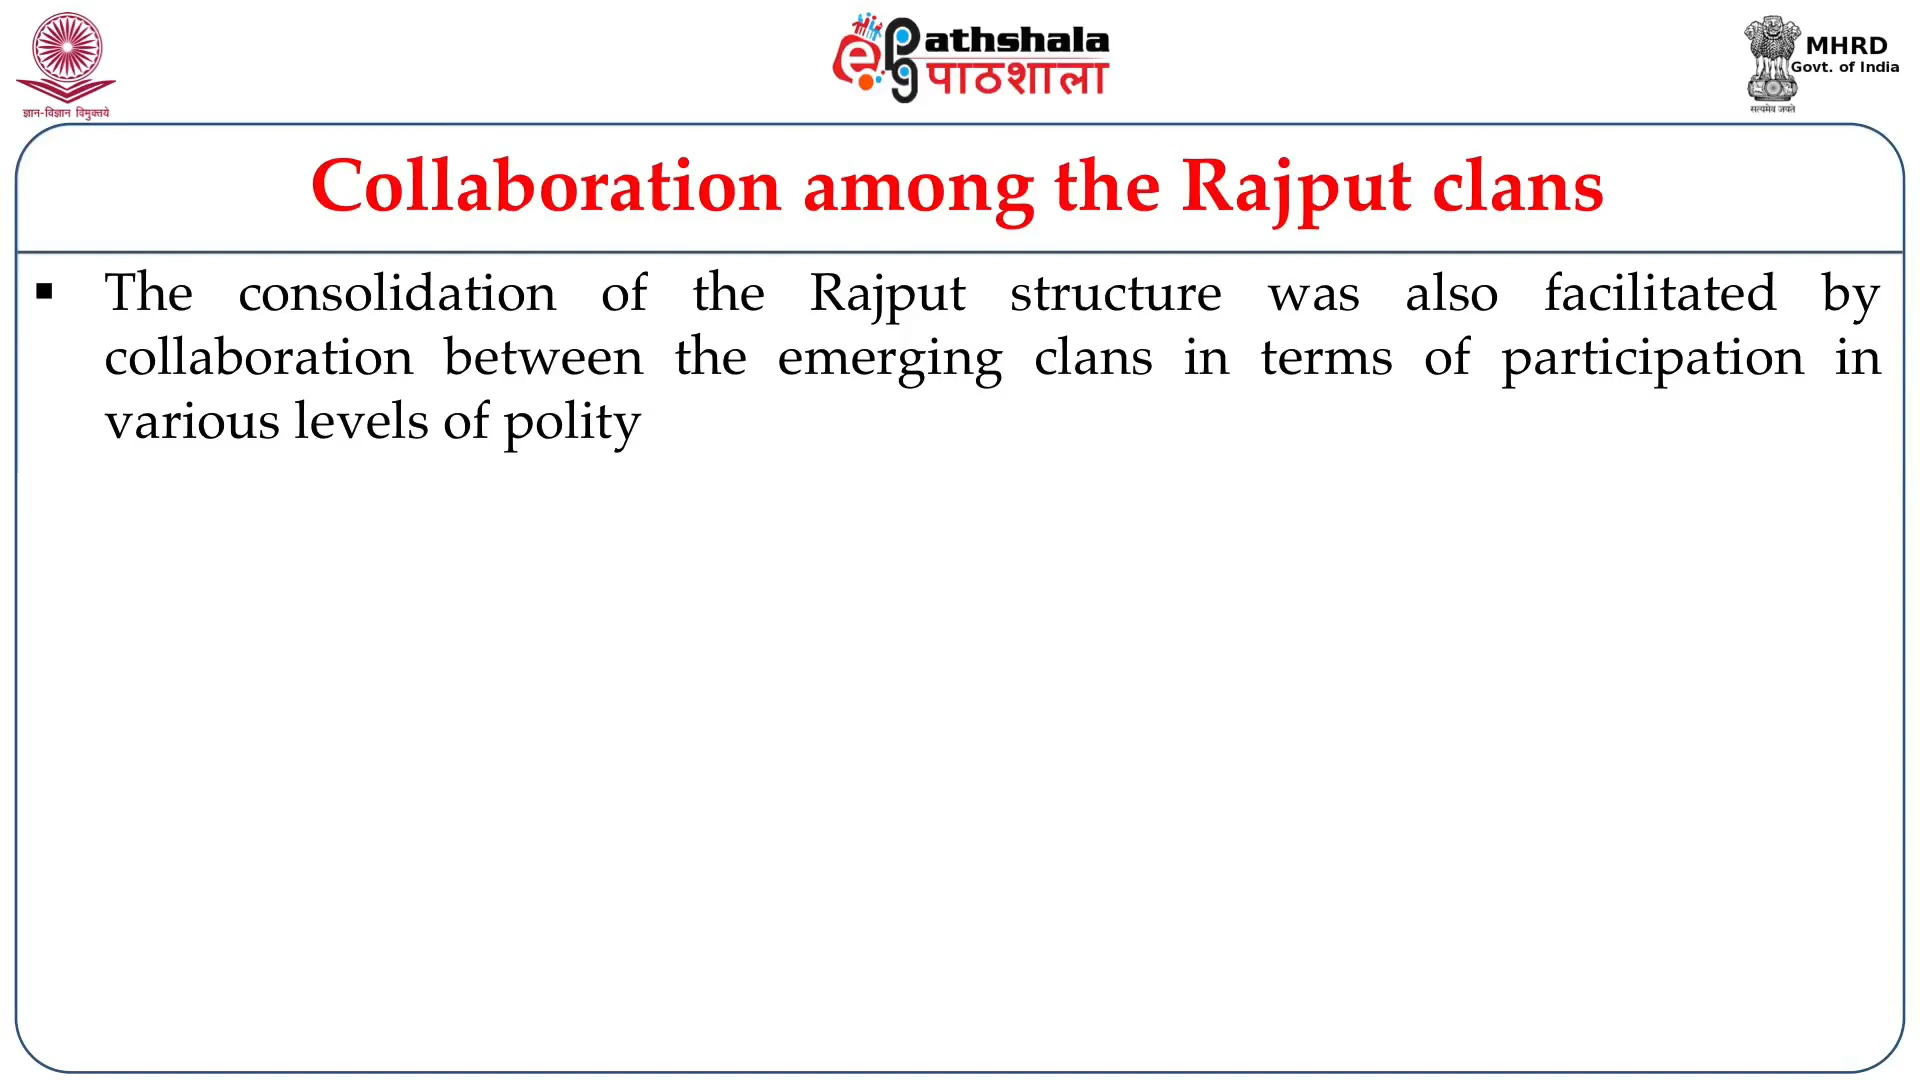 ज्ञान-विज्ञान विमुक्तये
ePathshala
पाठशाला
MHRD
Govt. of India
सत्यमेव जयते
Collaboration among the Rajput clans
▪ The consolidation of the Rajput structure was also facilitated by
collaboration between the emerging clans in terms of participation in
various levels of polity